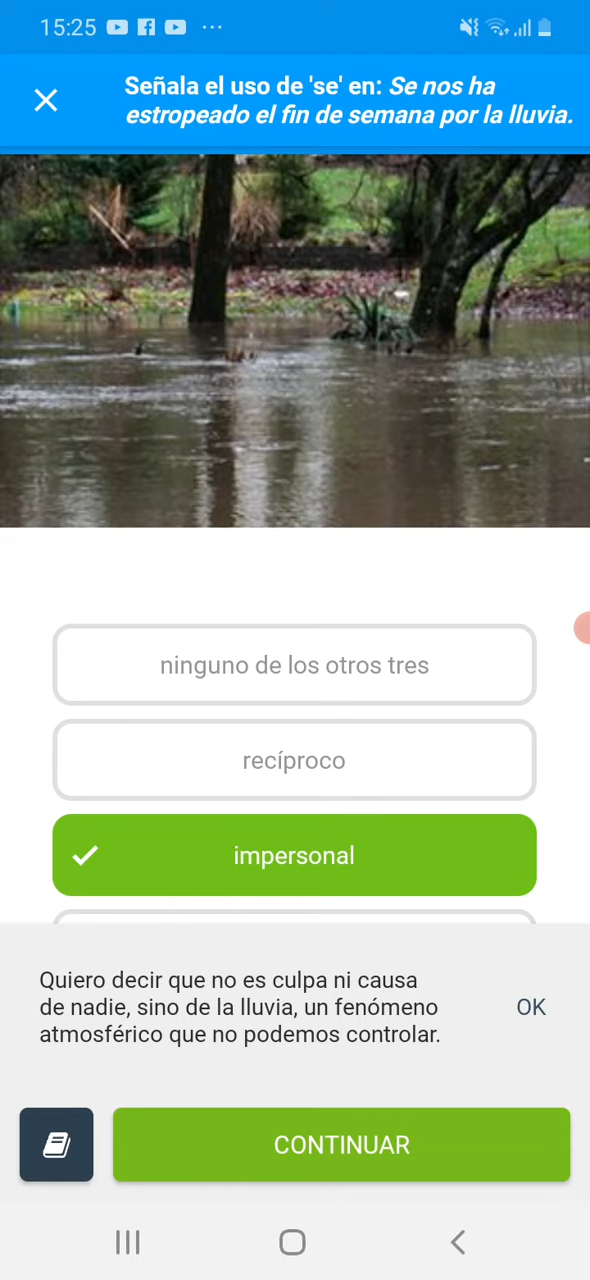 15:25
Señala el uso de 'se' en: Se nos ha
estropeado el fin de semana por la lluvia.
ninguno de los otros tres
recíproco
impersonal
Quiero decir que no es culpa ni causa
de nadie, sino de la lluvia, un fenómeno
atmosférico que no podemos controlar.
OK
CONTINUAR